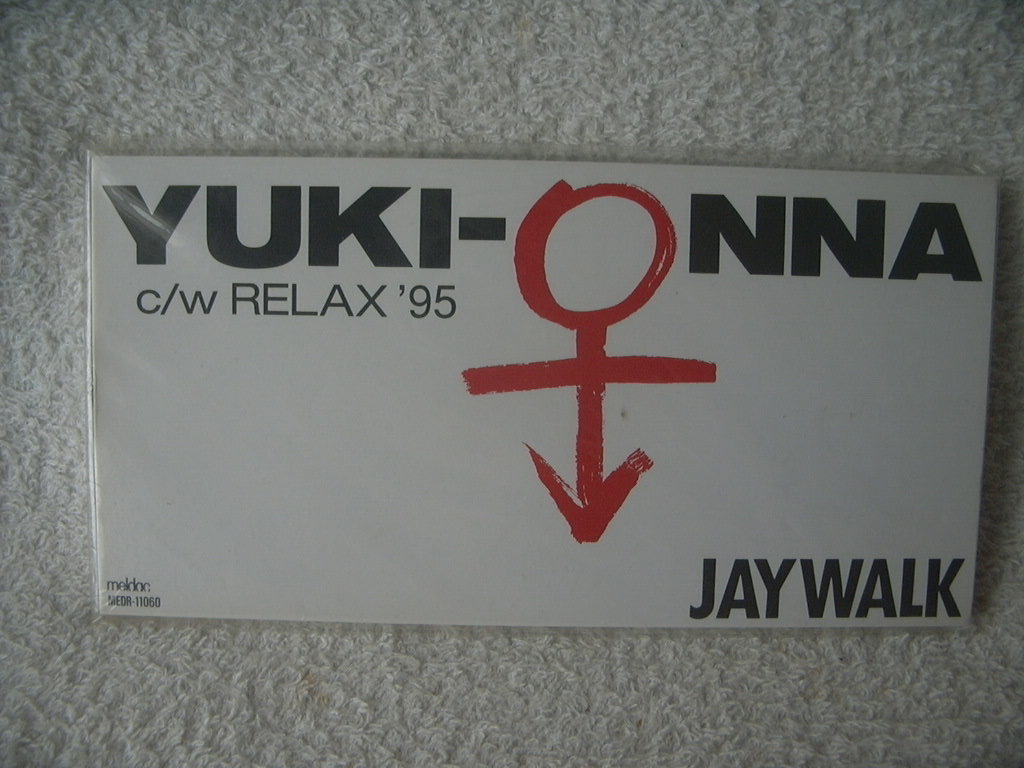 YUKI-ONNA
c/w RELAX '95
meldac
MEDR-11060
JAYWALK